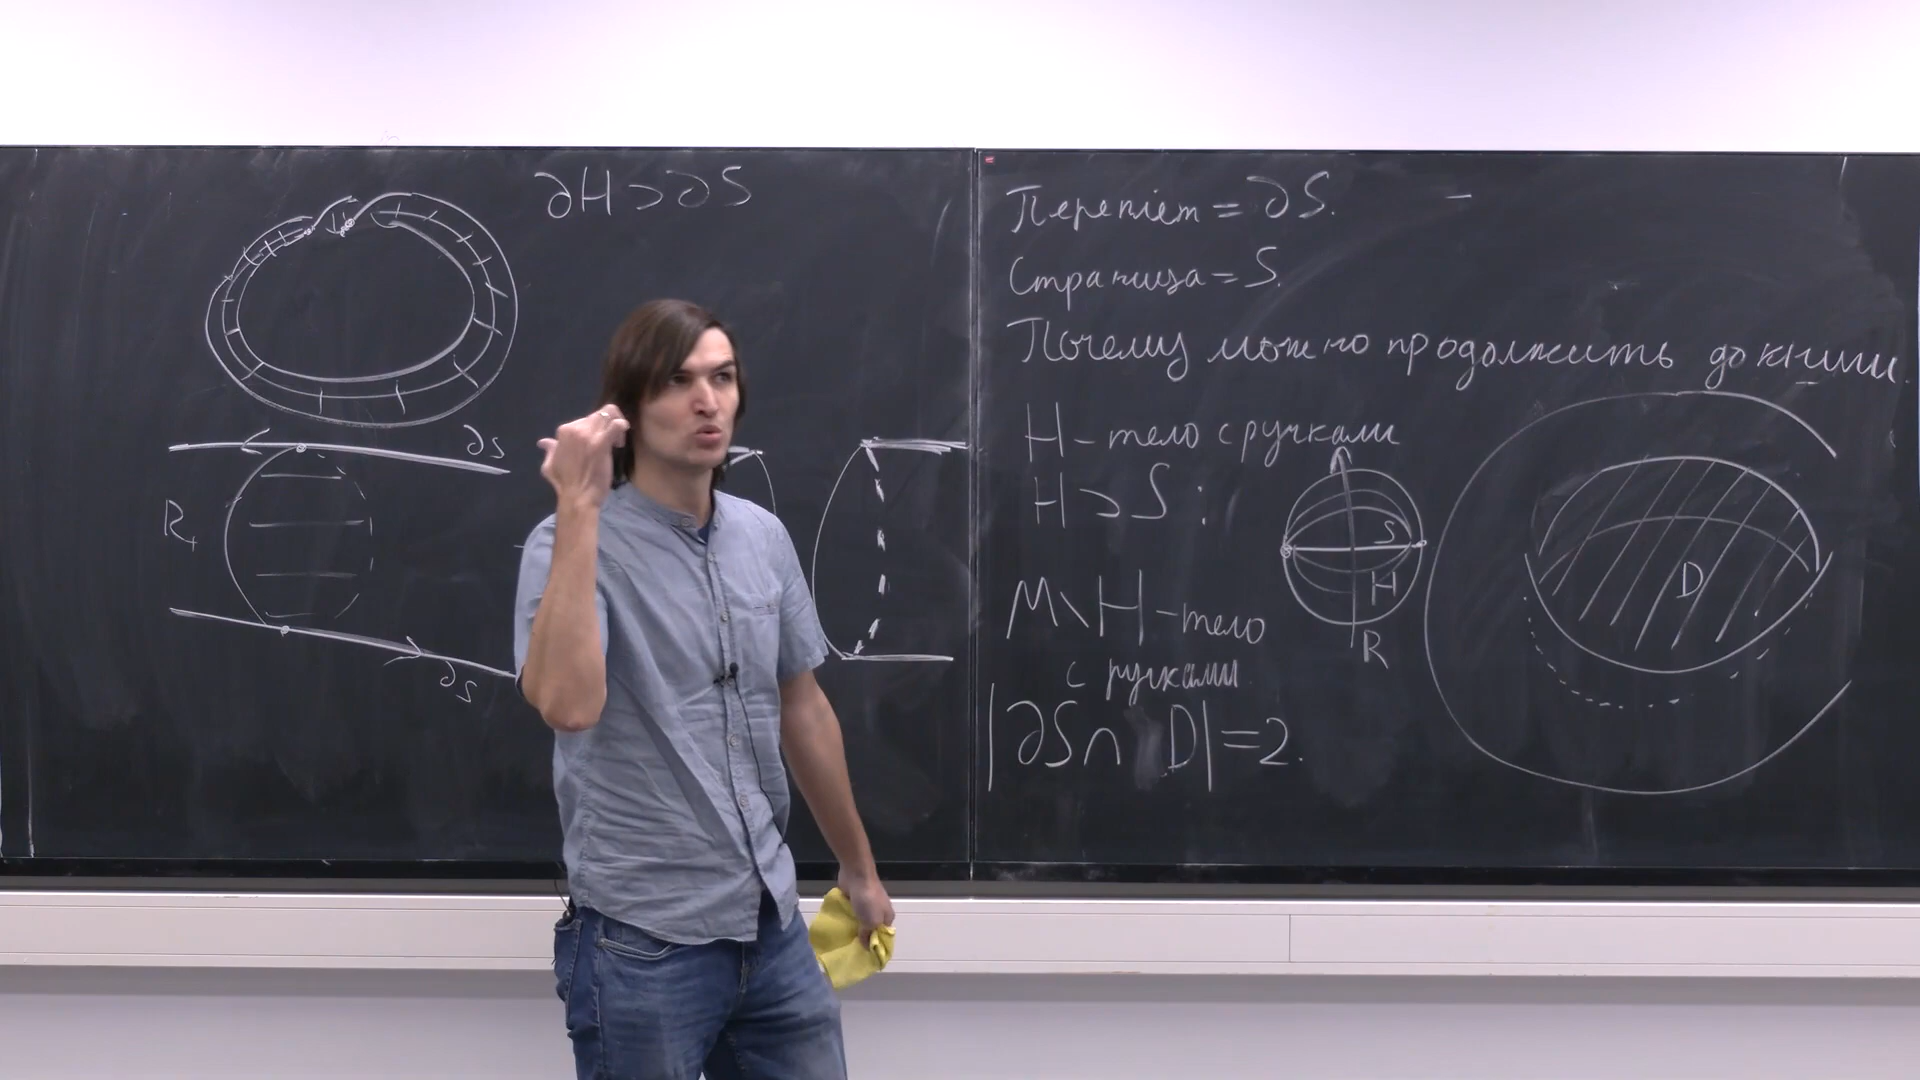 ∂H ⊃ ∂S
∂S
R
∂S
Переплёт = ∂S.
Страница = S.
Почему можно продолжить до книги.
H - тело с ручками
H ⊃ S :
S
H
R
D
M \ H - тело
с ручками
|∂S ∩ D| = 2.